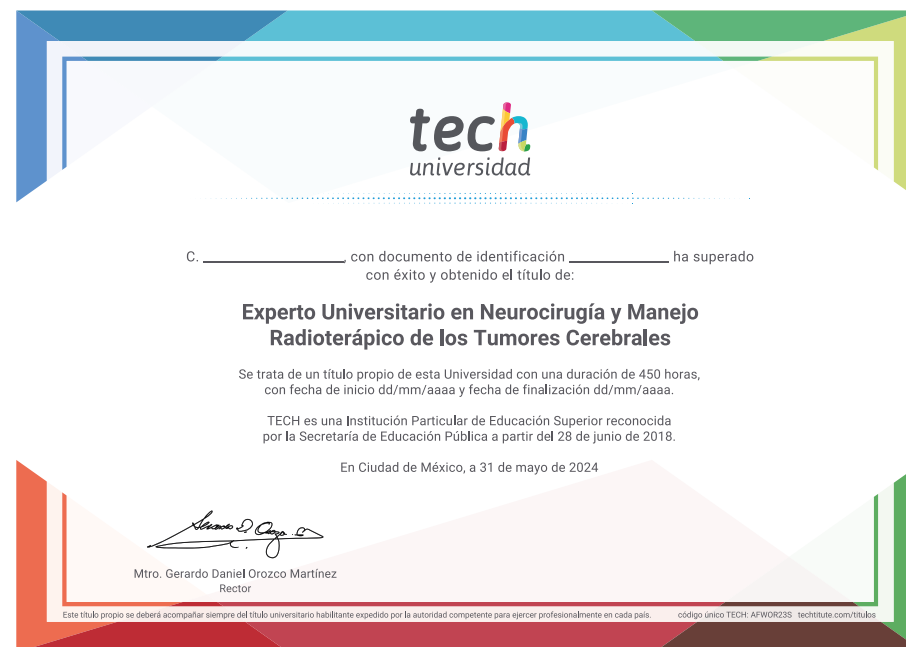 tech
universidad
C. ____________________, con documento de identificación ______________ ha superado
con éxito y obtenido el título de:
Experto Universitario en Neurocirugía y Manejo
Radioterápico de los Tumores Cerebrales
Se trata de un título propio de esta Universidad con una duración de 450 horas,
con fecha de inicio dd/mm/aaaa y fecha de finalización dd/mm/aaaa.
TECH es una Institución Particular de Educación Superior reconocida
por la Secretaría de Educación Pública a partir del 28 de junio de 2018.
En Ciudad de México, a 31 de mayo de 2024
Mtro. Gerardo Daniel Orozco Martínez
Rector
Este título propio se deberá acompañar siempre del título universitario habilitante expedido por la autoridad competente para ejercer profesionalmente en cada país. código único TECH: AFWOR23S techtitute.com/titulos